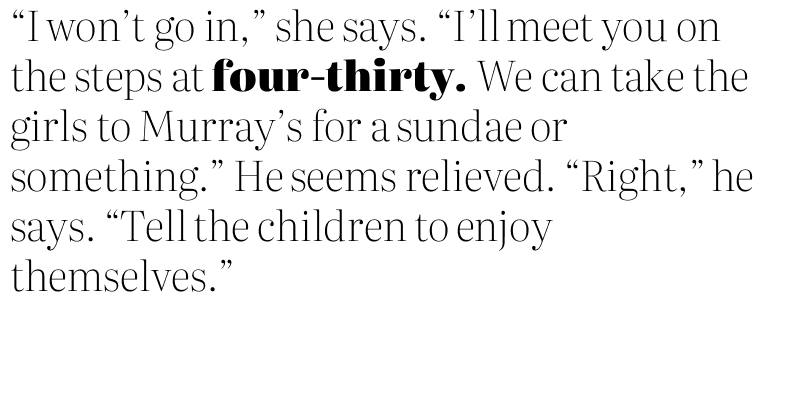 “I won’t go in,” she says. “I’ll meet you on
the steps at four-thirty. We can take the
girls to Murray’s for a sundae or
something.” He seems relieved. “Right,” he
says. “Tell the children to enjoy
themselves.”